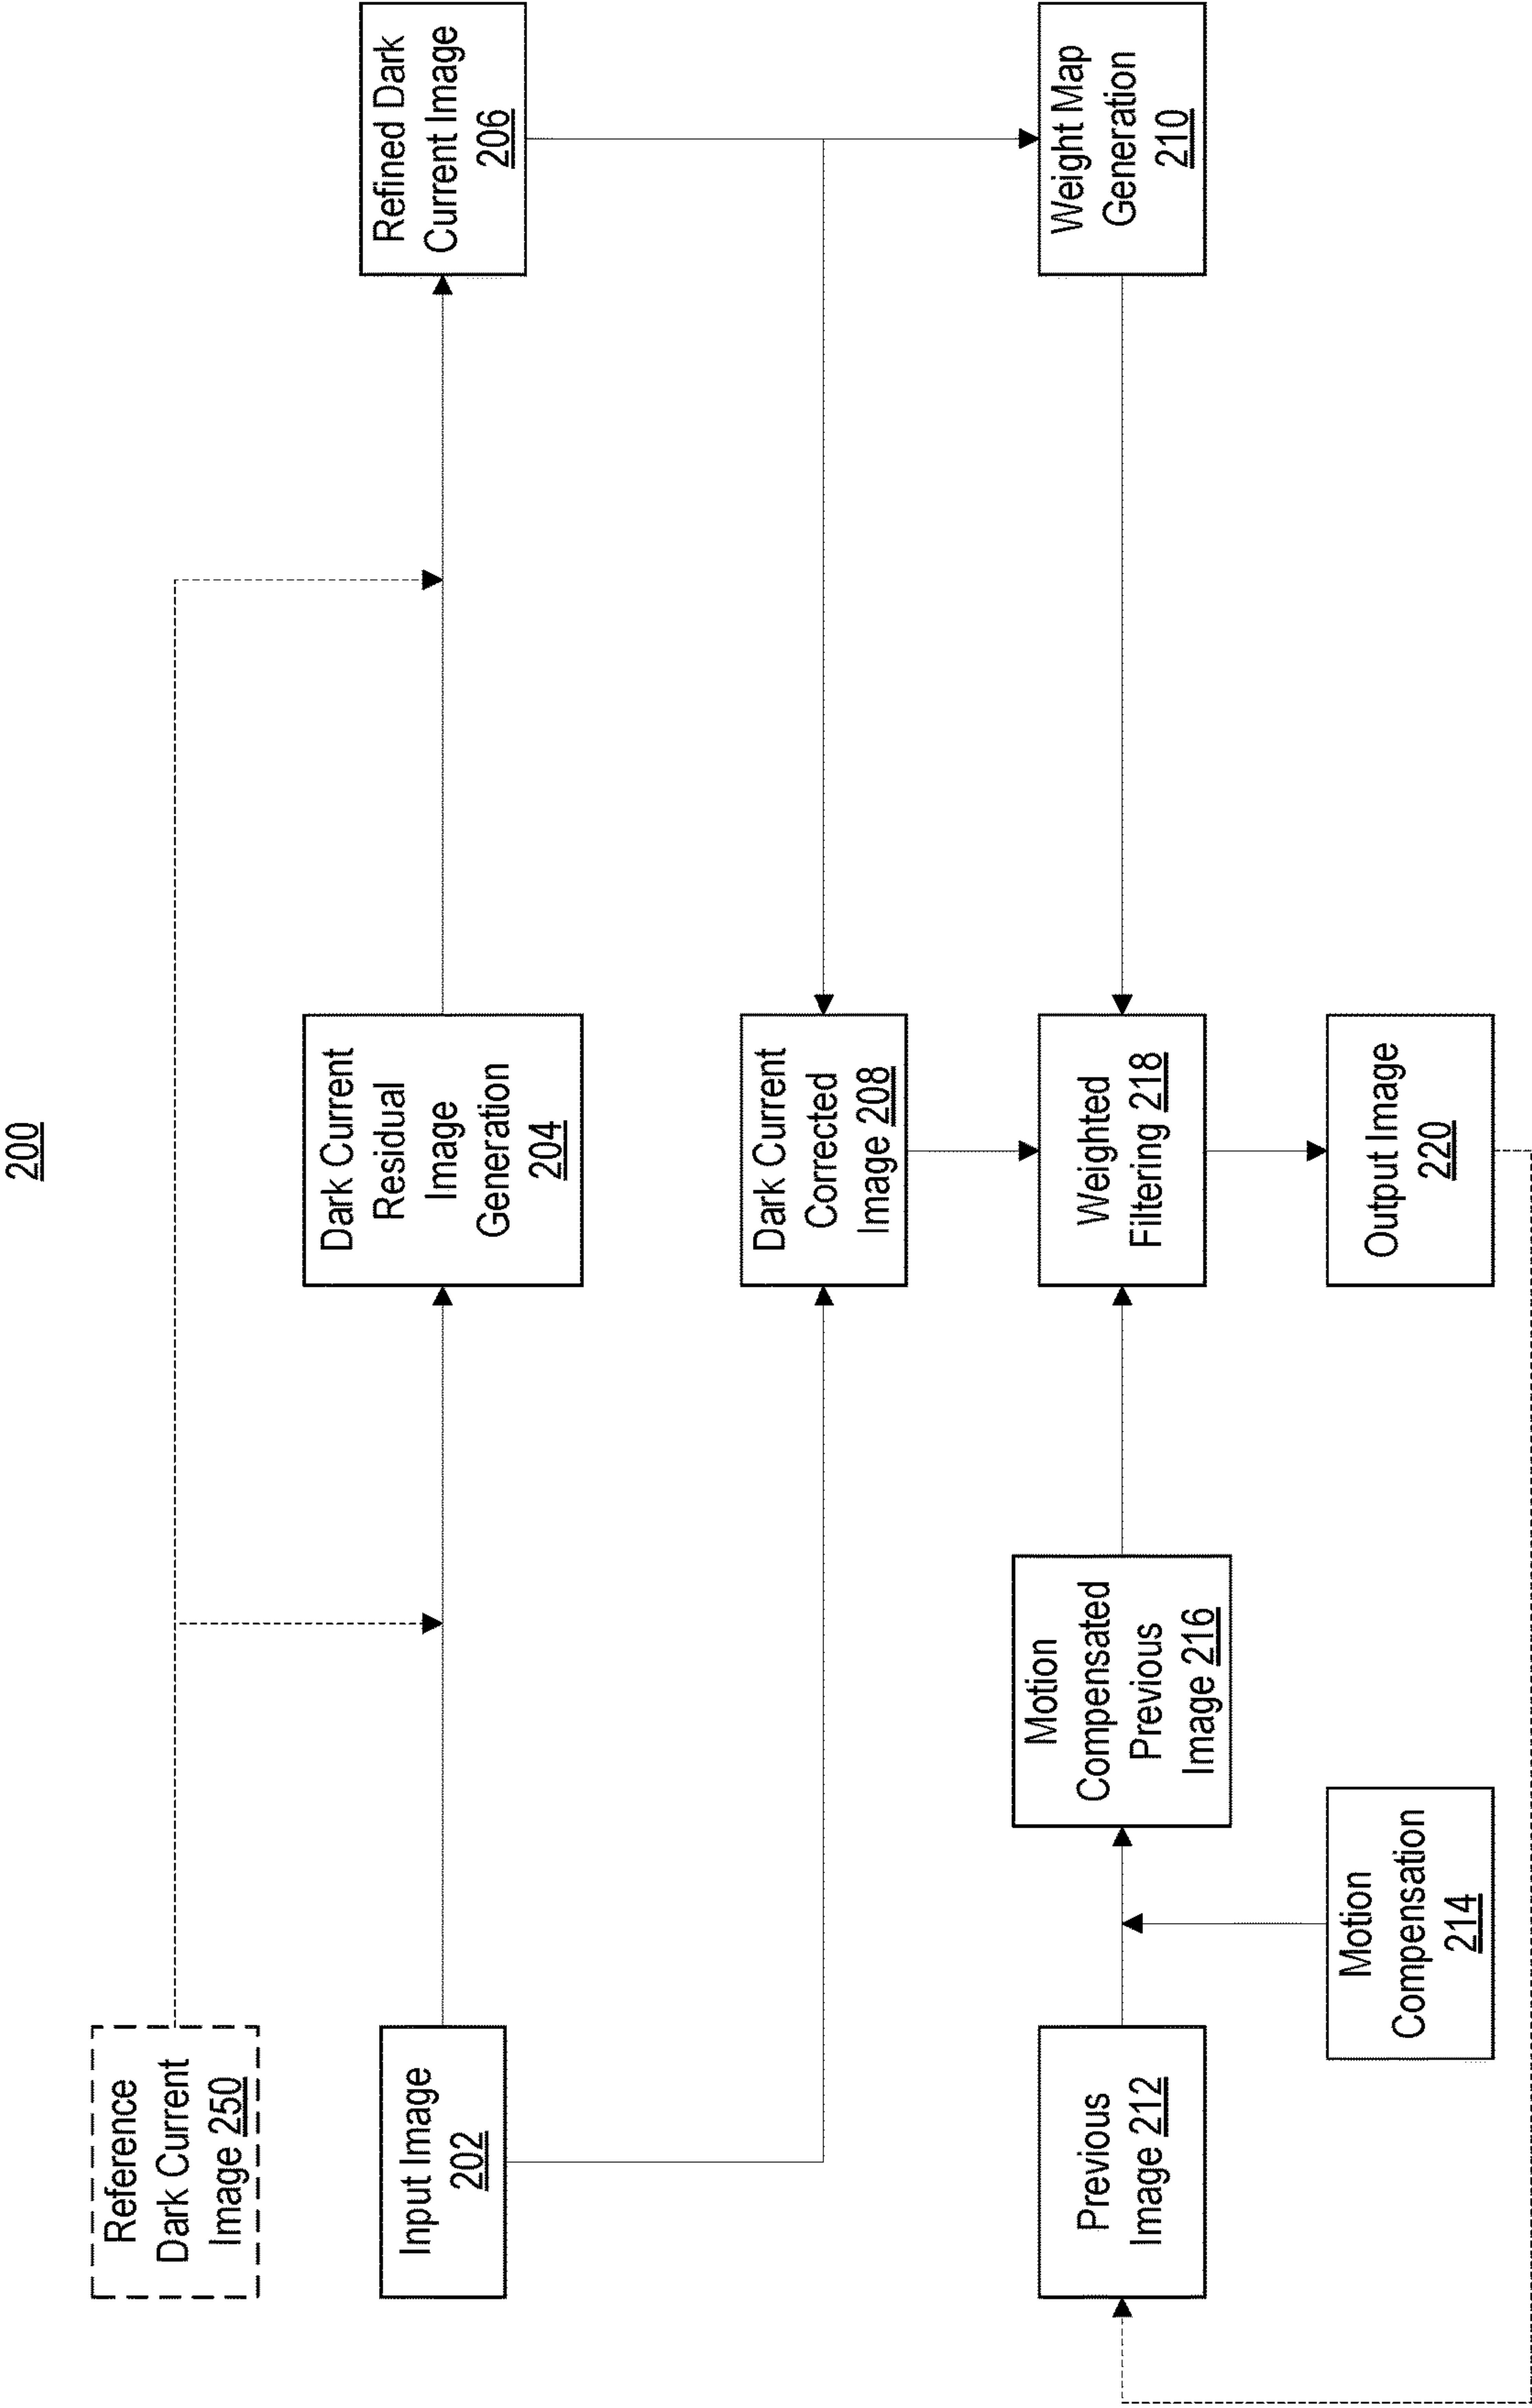 200
Reference
Dark Current
Image 250
Input Image
202
Dark Current
Residual
Image
Generation
204
Refined Dark
Current Image
206
Dark Current
Corrected
Image 208
Previous
Image 212
Motion
Compensated
Previous
Image 216
Weighted
Filtering 218
Weight Map
Generation
210
Motion
Compensation
214
Output Image
220